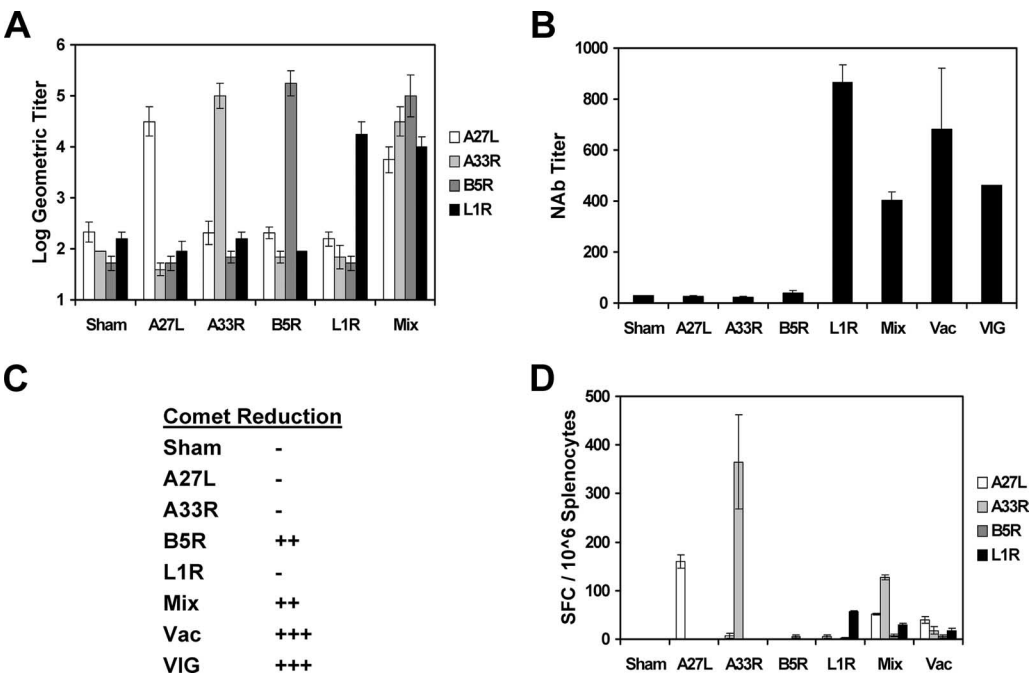 A
Log Geometric Titer
6
5
4
3
2
1
Sham A27L A33R B5R L1R Mix
A27L
A33R
B5R
L1R
B
NAb Titer
1000
800
600
400
200
0
Sham A27L A33R B5R L1R Mix Vac VIG
C
Comet Reduction
Sham -
A27L -
A33R -
B5R ++
L1R -
Mix ++
Vac +++
VIG +++
D
SFC / 10^6 Splenocytes
500
400
300
200
100
0
Sham A27L A33R B5R L1R Mix Vac
A27L
A33R
B5R
L1R